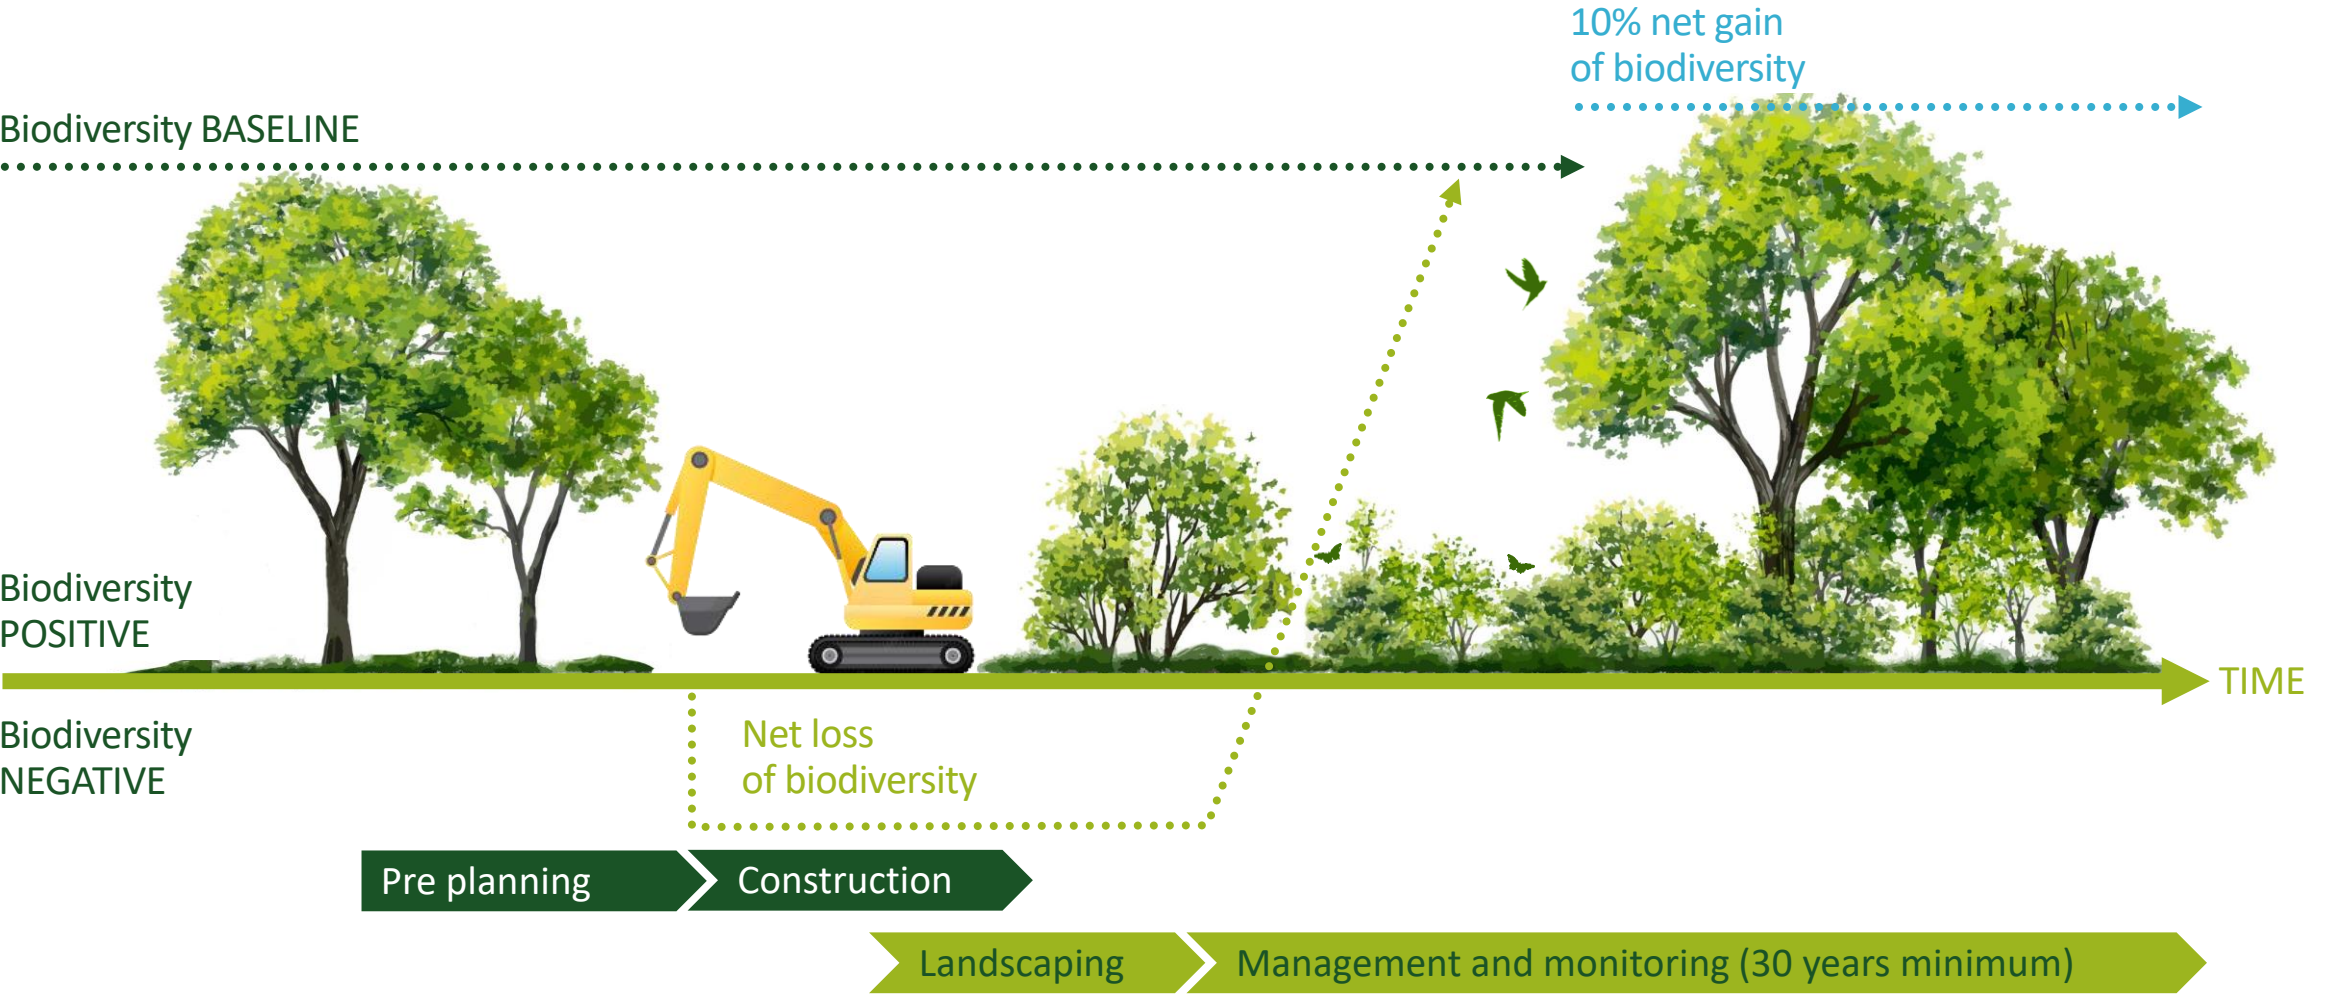 10% net gain
of biodiversity
Biodiversity BASELINE
Biodiversity
POSITIVE
TIME
Biodiversity
NEGATIVE
Net loss
of biodiversity
Pre planning
Construction
Landscaping
Management and monitoring (30 years minimum)